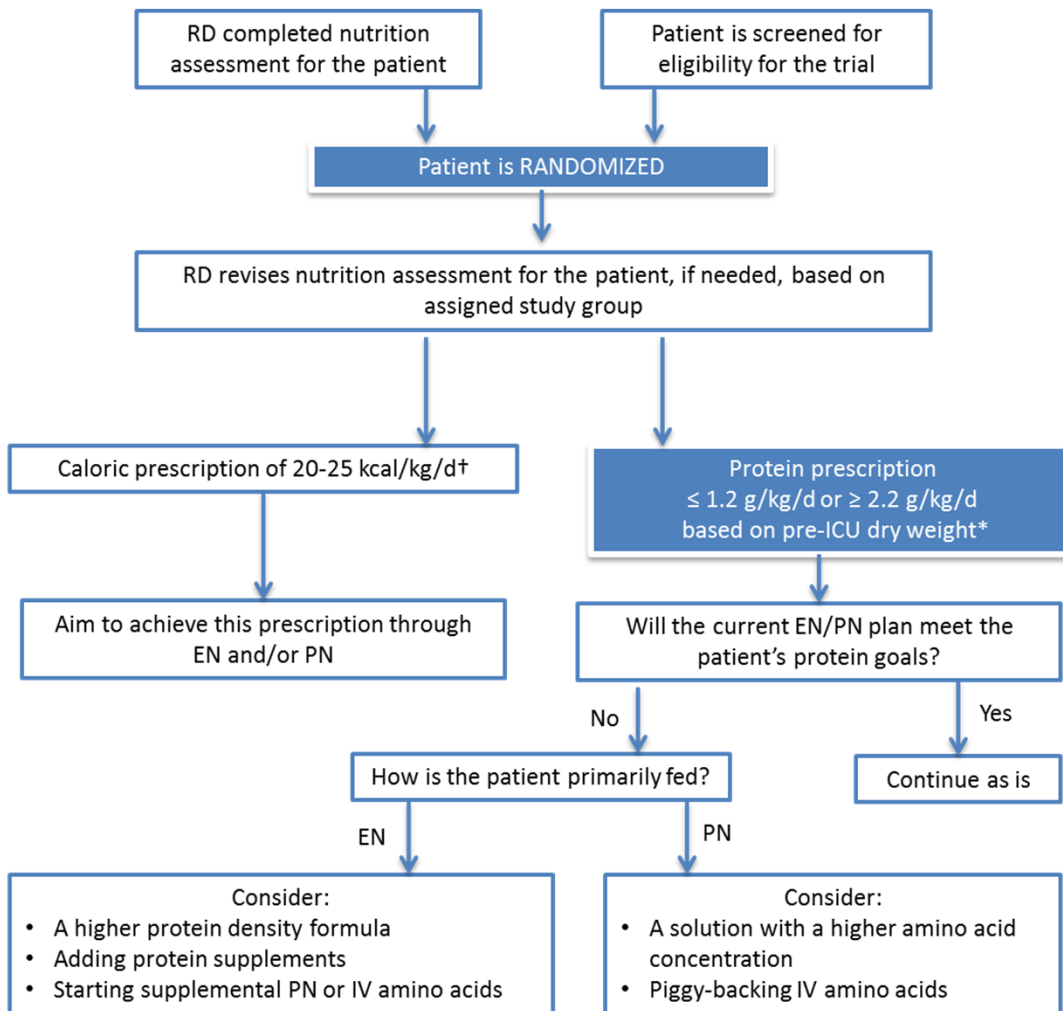 RD completed nutrition
assessment for the patient
Patient is screened for
eligibility for the trial
Patient is RANDOMIZED
RD revises nutrition assessment for the patient, if needed, based on
assigned study group
Caloric prescription of 20-25 kcal/kg/d†
Protein prescription
≤ 1.2 g/kg/d or ≥ 2.2 g/kg/d
based on pre-ICU dry weight*
Aim to achieve this prescription through
EN and/or PN
Will the current EN/PN plan meet the
patient’s protein goals?
No
Yes
How is the patient primarily fed?
Continue as is
EN
PN
Consider:
• A higher protein density formula
• Adding protein supplements
• Starting supplemental PN or IV amino acids
Consider:
• A solution with a higher amino acid
concentration
• Piggy-backing IV amino acids